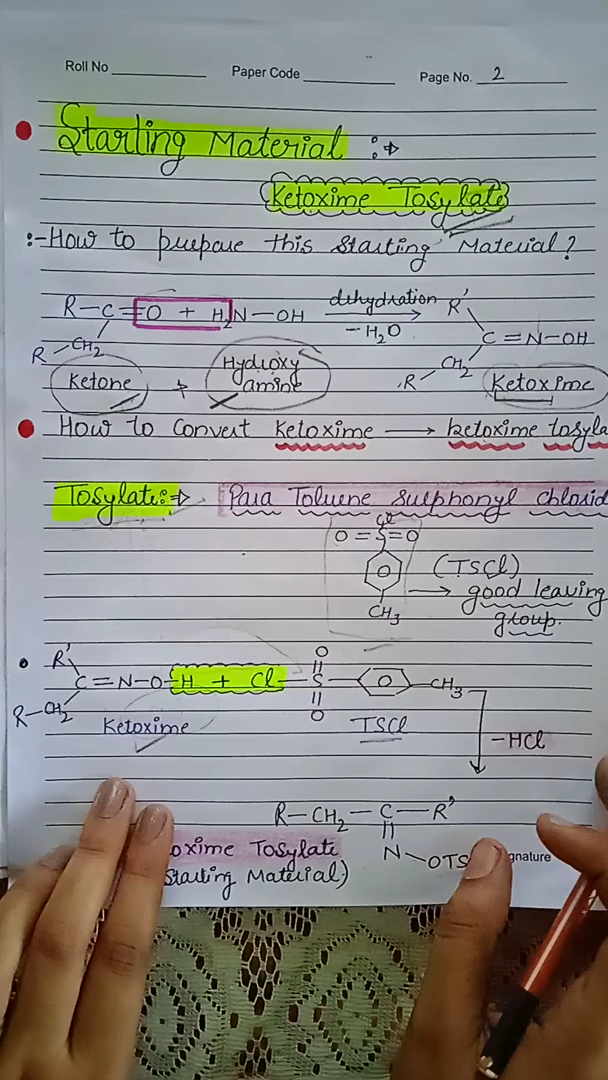 Roll No Paper Code Page No. 2
Starting Material :⇒
Ketoxime Tosylate
:- How to prepare this Starting Material?
R-C=O + H₂N-OH dehydration -H₂O R' C=N-OH
R-CH₂ R-CH₂
Ketone + Hydroxy amine Ketoxime
How to Convert Ketoxime → ketoxime tosyla
Tosylate:⇒ Para Toluene Sulphonyl Chlorid
Cl
O=S=O
O (TSCl)
CH₃ → good leaving group.
R' O
C=N-O-H + Cl-S-CH₃
R-CH₂ O
Ketoxime TSCl -HCl
R-CH₂-C-R'
N-OTS
oxime Tosylate gnature
Starting Material)